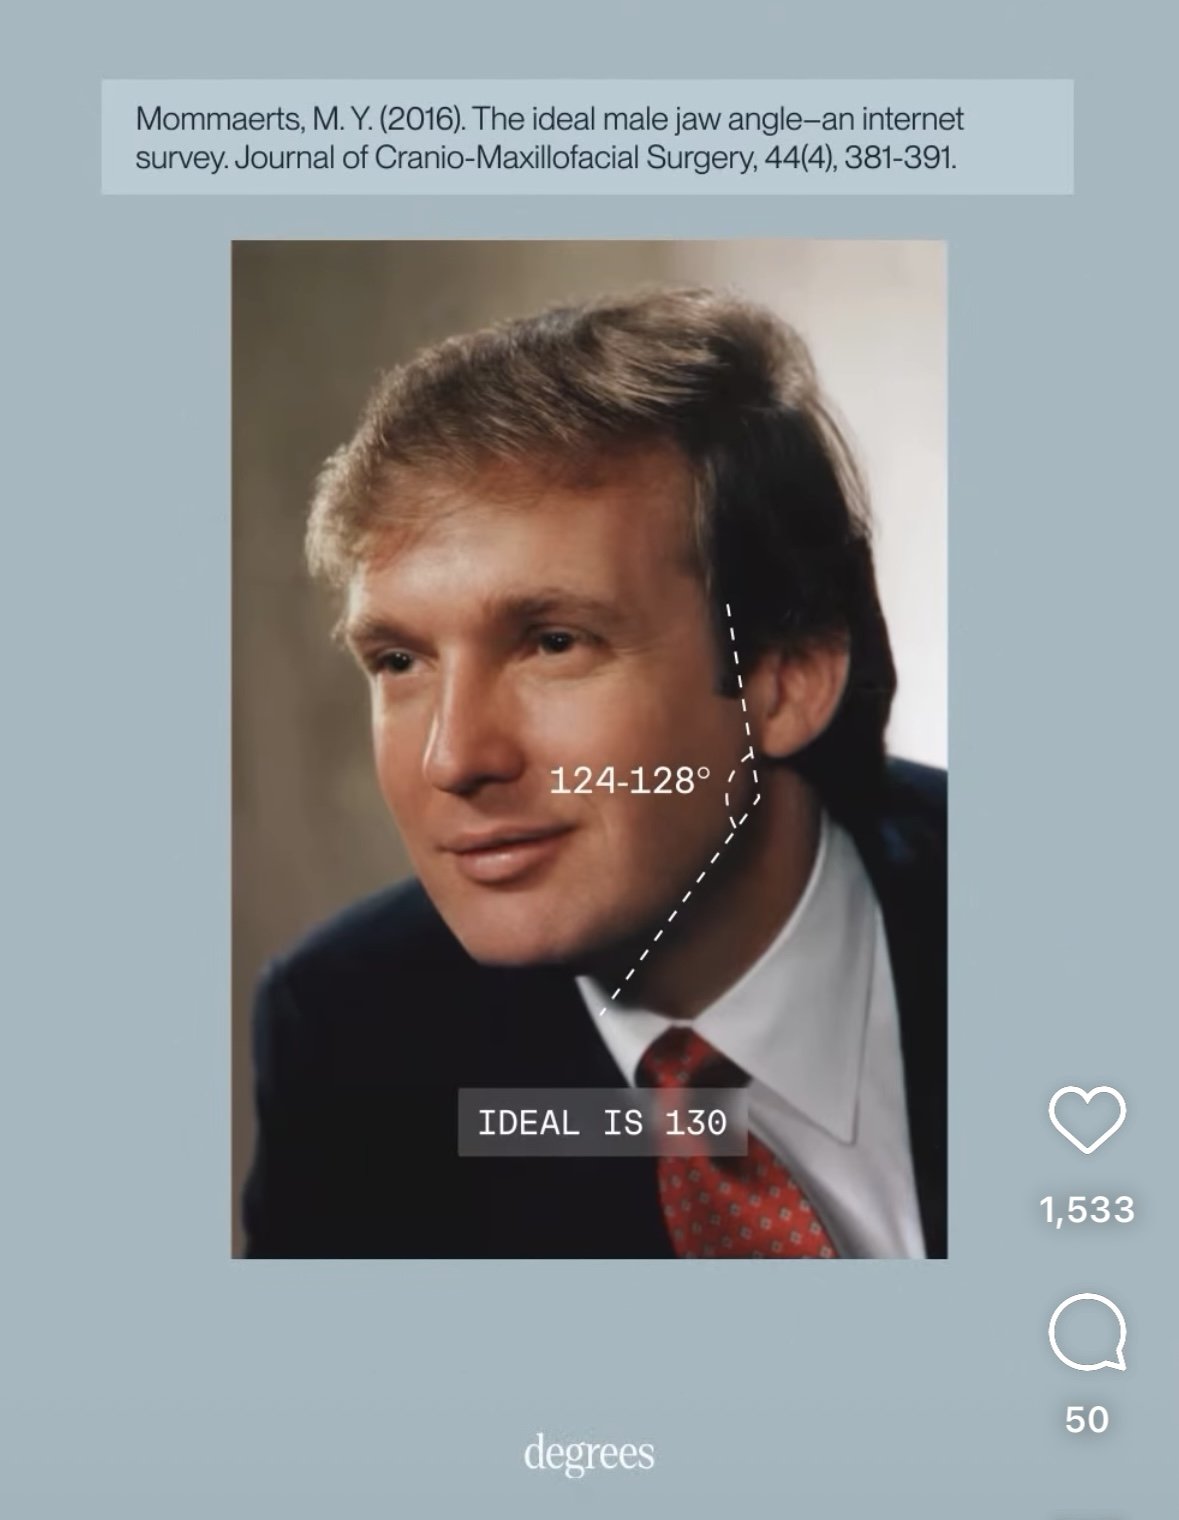 Mommaerts, M. Y. (2016). The ideal male jaw angle–an internet
survey. Journal of Cranio-Maxillofacial Surgery, 44(4), 381-391.
124-128°
IDEAL IS 130
1,533
50
degrees